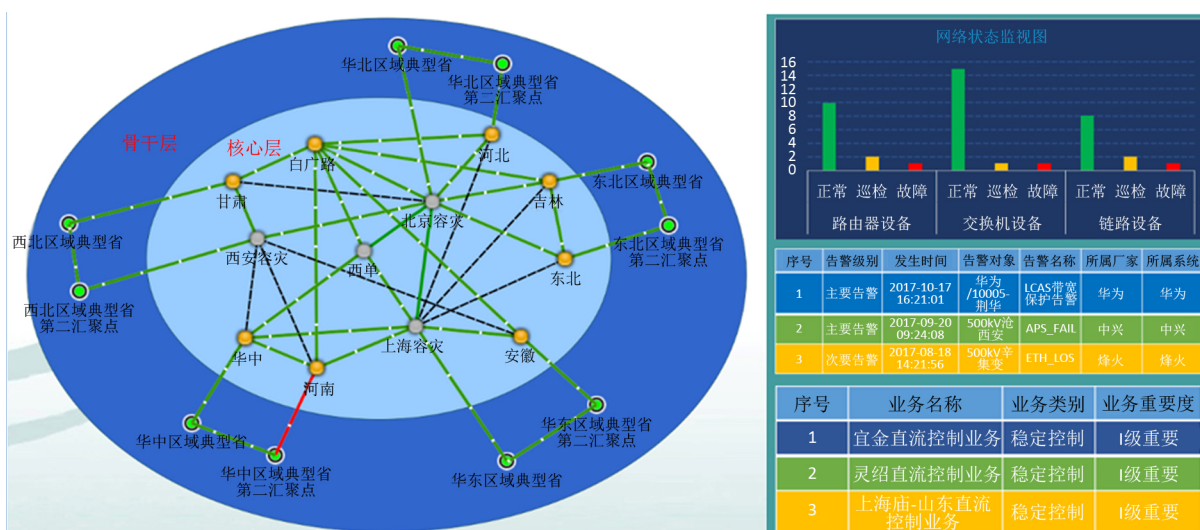 华北区域典型省
华北区域典型省
第二汇聚点
骨干层
核心层
白广路
河北
东北区域典型省
甘肃
吉林
北京容灾
西北区域典型省
西安容灾
西单
东北
东北区域典型省
第二汇聚点
西北区域典型省
第二汇聚点
上海容灾
华中
安徽
河南
华中区域典型省
华东区域典型省
第二汇聚点
华中区域典型省
第二汇聚点
华东区域典型省
网络状态监视图
16
14
12
10
8
6
4
2
0
正常 巡检 故障 正常 巡检 故障 正常 巡检 故障
路由器设备 交换机设备 链路设备
序号 告警级别 发生时间 告警对象 告警名称 所属厂家 所属系统
1 主要告警 2017-10-17 16:21:01 华为/10005-荆华 LCAS带宽保护告警 华为 华为
2 主要告警 2017-09-20 09:24:08 500kV沧西安 APS_FAIL 中兴 中兴
3 次要告警 2017-08-18 14:21:56 500kV辛集变 ETH_LOS 烽火 烽火
序号 业务名称 业务类别 业务重要度
1 宜金直流控制业务 稳定控制 I级重要
2 灵绍直流控制业务 稳定控制 I级重要
3 上海庙-山东直流控制业务 稳定控制 I级重要